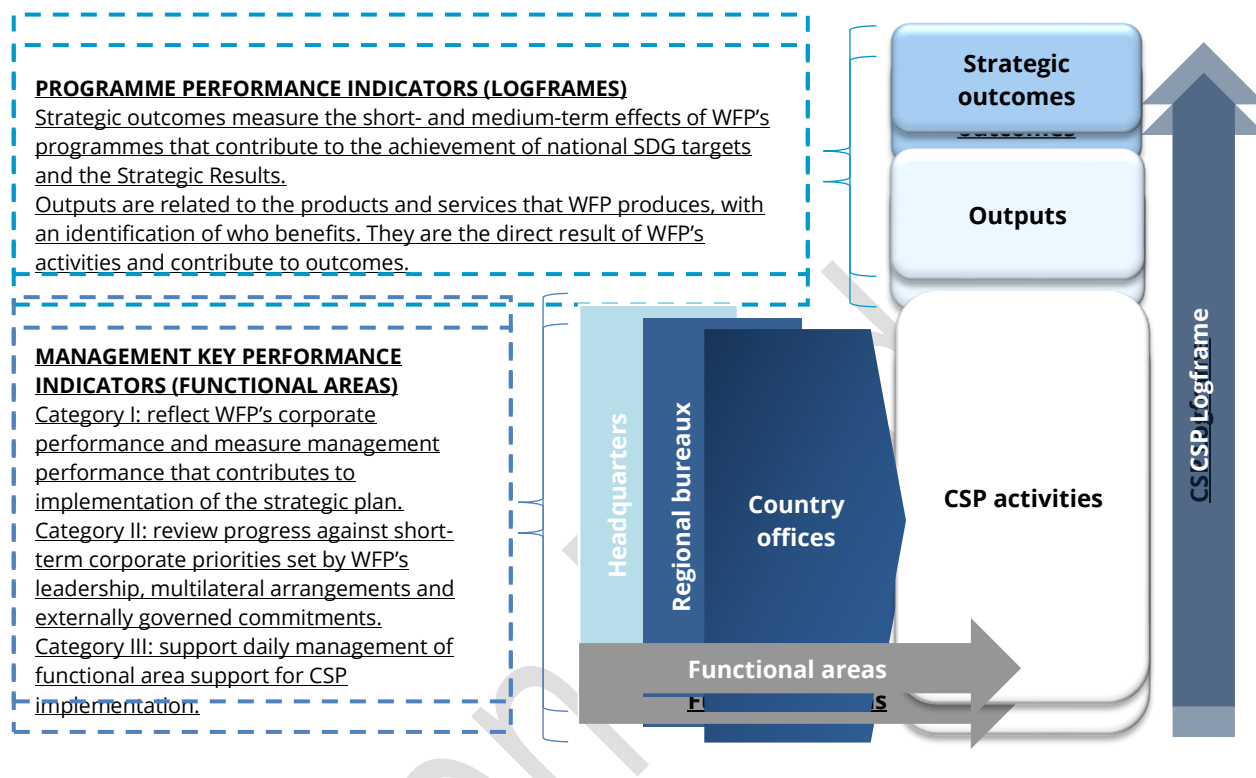 PROGRAMME PERFORMANCE INDICATORS (LOGFRAMES)
Strategic outcomes measure the short- and medium-term effects of WFP’s
programmes that contribute to the achievement of national SDG targets
and the Strategic Results.
Outputs are related to the products and services that WFP produces, with
an identification of who benefits. They are the direct result of WFP’s
activities and contribute to outcomes.
MANAGEMENT KEY PERFORMANCE
INDICATORS (FUNCTIONAL AREAS)
Category I: reflect WFP’s corporate
performance and measure management
performance that contributes to
implementation of the strategic plan.
Category II: review progress against short-
term corporate priorities set by WFP’s
leadership, multilateral arrangements and
externally governed commitments.
Category III: support daily management of
functional area support for CSP
implementation.
Headquarters
Regional bureaux
Country
offices
Functional areas
Strategic
outcomes
outcomes
Outputs
CSP activities
CSP Logframe